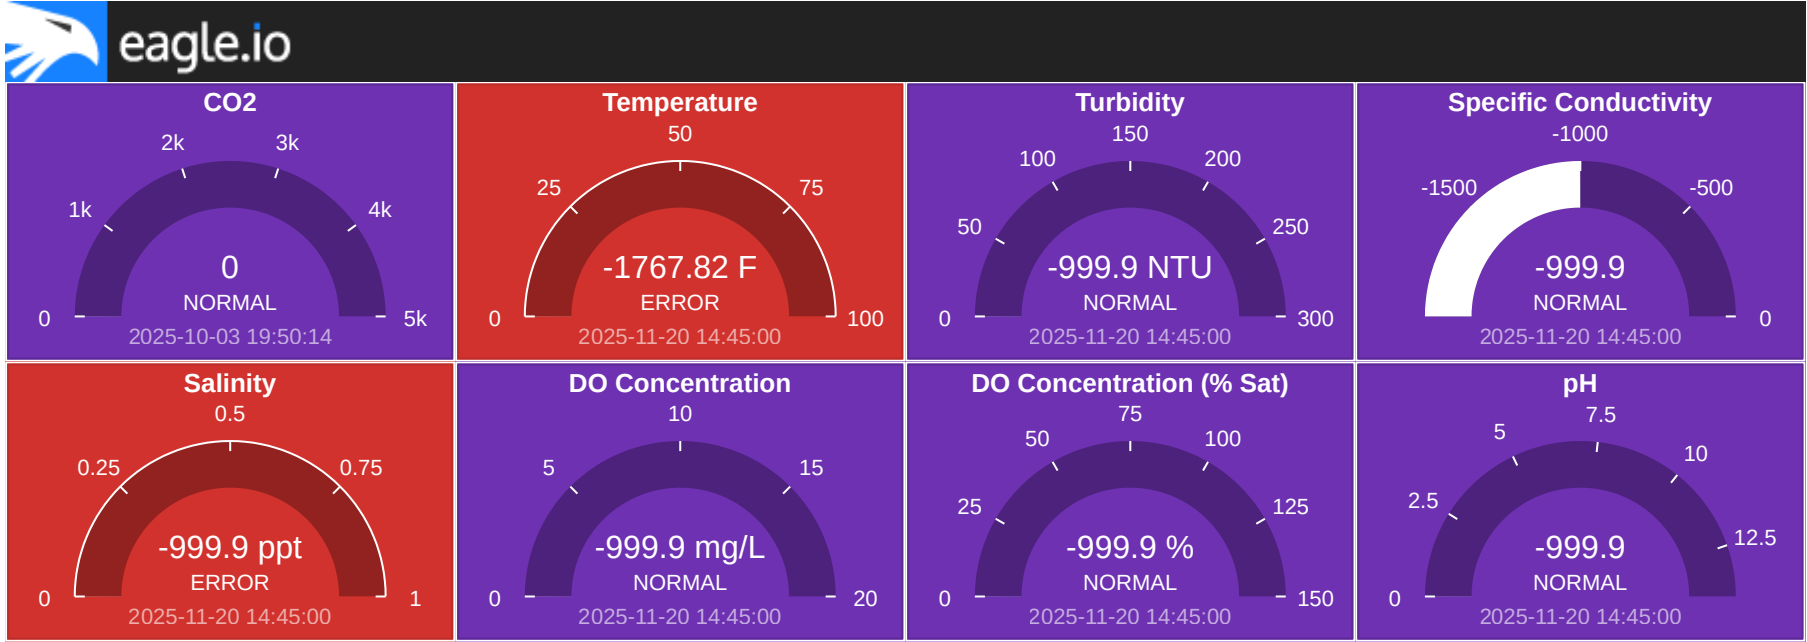 eagle.io
CO2
2k
3k
1k
4k
0
0
5k
NORMAL
2025-10-03 19:50:14
Temperature
50
25
75
-1767.82 F
0
100
ERROR
2025-11-20 14:45:00
Turbidity
150
100
200
50
250
-999.9 NTU
0
300
NORMAL
2025-11-20 14:45:00
Specific Conductivity
-1000
-1500
-500
-999.9
NORMAL
0
2025-11-20 14:45:00
Salinity
0.5
0.25
0.75
-999.9 ppt
ERROR
0
1
2025-11-20 14:45:00
DO Concentration
10
5
15
-999.9 mg/L
NORMAL
0
20
2025-11-20 14:45:00
DO Concentration (% Sat)
75
50
100
25
125
-999.9 %
NORMAL
0
150
2025-11-20 14:45:00
pH
7.5
5
10
2.5
12.5
-999.9
NORMAL
0
2025-11-20 14:45:00